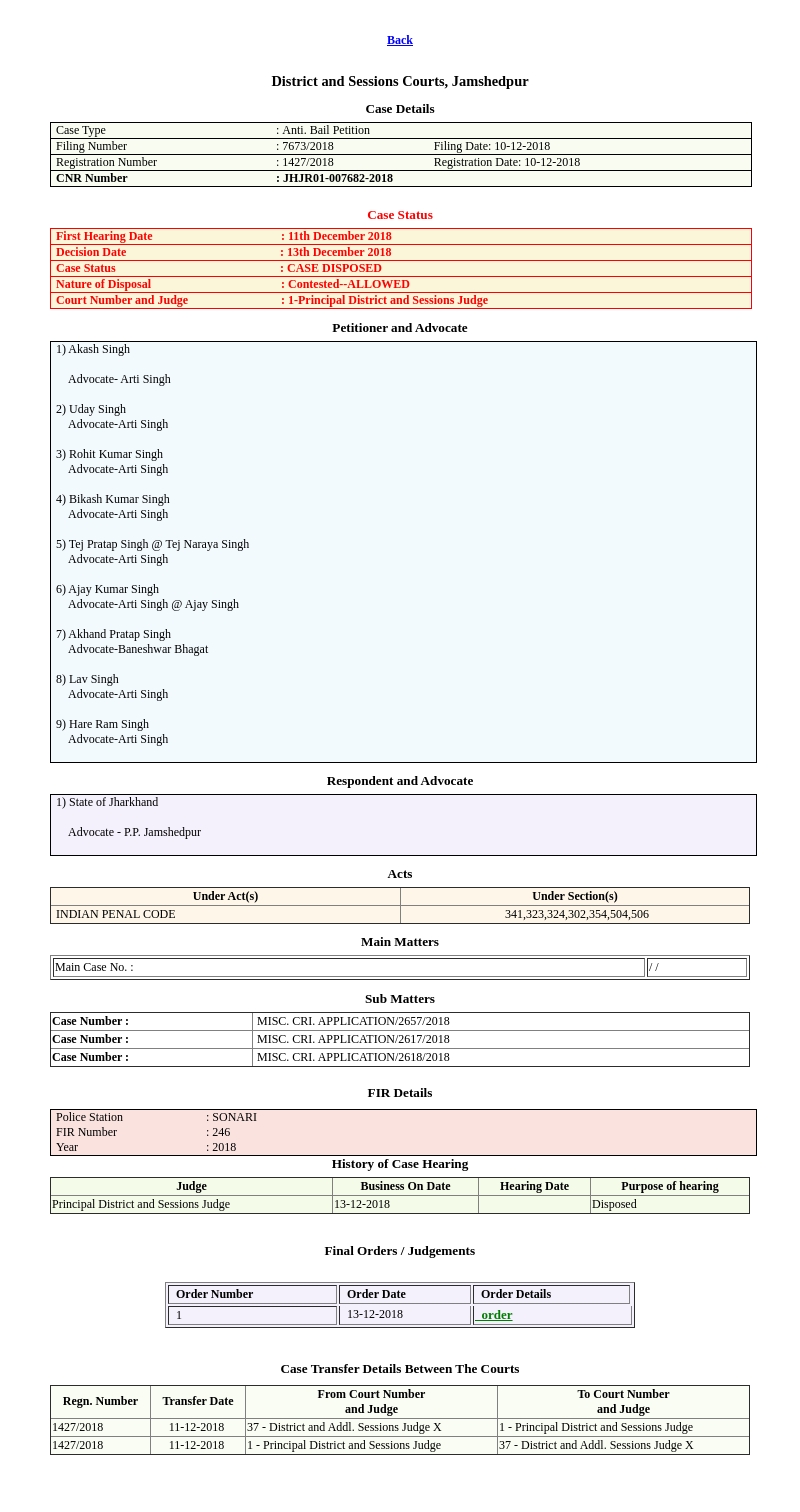 Back
District and Sessions Courts, Jamshedpur
Case Details
Case Type : Anti. Bail Petition
Filing Number : 7673/2018 Filing Date: 10-12-2018
Registration Number : 1427/2018 Registration Date: 10-12-2018
CNR Number : JHJR01-007682-2018
Case Status
First Hearing Date : 11th December 2018
Decision Date : 13th December 2018
Case Status : CASE DISPOSED
Nature of Disposal : Contested--ALLOWED
Court Number and Judge : 1-Principal District and Sessions Judge
Petitioner and Advocate
1) Akash Singh
Advocate- Arti Singh
2) Uday Singh
Advocate-Arti Singh
3) Rohit Kumar Singh
Advocate-Arti Singh
4) Bikash Kumar Singh
Advocate-Arti Singh
5) Tej Pratap Singh @ Tej Naraya Singh
Advocate-Arti Singh
6) Ajay Kumar Singh
Advocate-Arti Singh @ Ajay Singh
7) Akhand Pratap Singh
Advocate-Baneshwar Bhagat
8) Lav Singh
Advocate-Arti Singh
9) Hare Ram Singh
Advocate-Arti Singh
Respondent and Advocate
1) State of Jharkhand
Advocate - P.P. Jamshedpur
Acts
Under Act(s) Under Section(s)
INDIAN PENAL CODE 341,323,324,302,354,504,506
Main Matters
Main Case No. : / /
Sub Matters
Case Number : MISC. CRI. APPLICATION/2657/2018
Case Number : MISC. CRI. APPLICATION/2617/2018
Case Number : MISC. CRI. APPLICATION/2618/2018
FIR Details
Police Station : SONARI
FIR Number : 246
Year : 2018
History of Case Hearing
Judge Business On Date Hearing Date Purpose of hearing
Principal District and Sessions Judge 13-12-2018 Disposed
Final Orders / Judgements
Order Number Order Date Order Details
1 13-12-2018 order
Case Transfer Details Between The Courts
Regn. Number Transfer Date From Court Number and Judge To Court Number and Judge
1427/2018 11-12-2018 37 - District and Addl. Sessions Judge X 1 - Principal District and Sessions Judge
1427/2018 11-12-2018 1 - Principal District and Sessions Judge 37 - District and Addl. Sessions Judge X